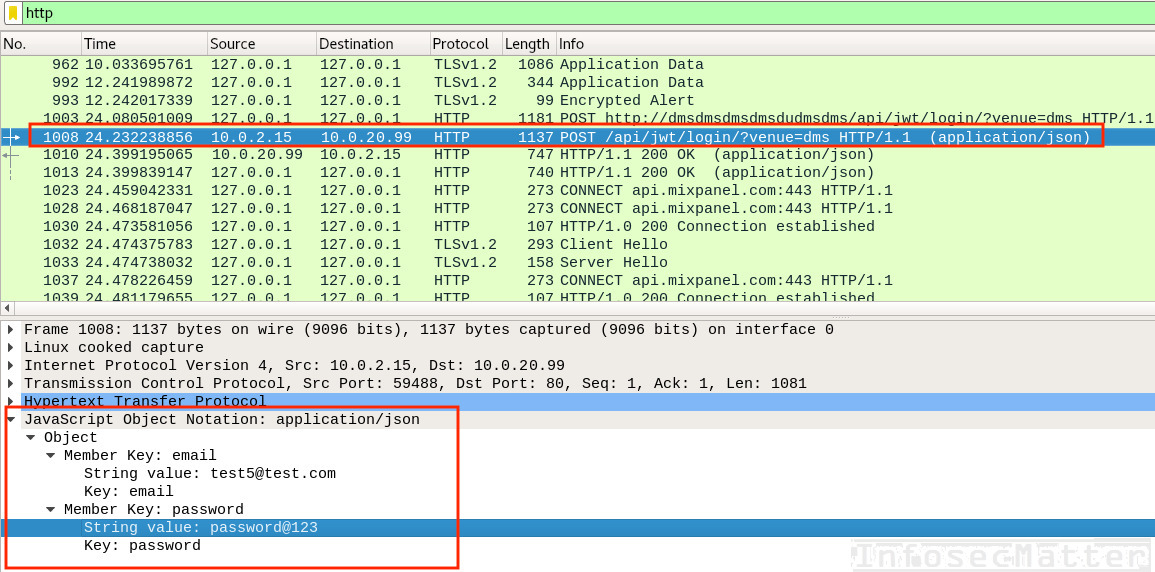 http
No. Time Source Destination Protocol Length Info
962 10.033695761 127.0.0.1 127.0.0.1 TLSv1.2 1086 Application Data
992 12.241989872 127.0.0.1 127.0.0.1 TLSv1.2 344 Application Data
993 12.242017339 127.0.0.1 127.0.0.1 TLSv1.2 99 Encrypted Alert
1003 24.080501009 127.0.0.1 127.0.0.1 HTTP 1181 POST http://dmsdmsdmsdmsdudmsdms/api/jwt/login/?venue=dms HTTP/1.1
1008 24.232238856 10.0.2.15 10.0.20.99 HTTP 1137 POST /api/jwt/login/?venue=dms HTTP/1.1 (application/json)
1010 24.399195065 10.0.20.99 10.0.2.15 HTTP 747 HTTP/1.1 200 OK (application/json)
1013 24.399839147 127.0.0.1 127.0.0.1 HTTP 740 HTTP/1.1 200 OK (application/json)
1023 24.459042331 127.0.0.1 127.0.0.1 HTTP 273 CONNECT api.mixpanel.com:443 HTTP/1.1
1028 24.468187047 127.0.0.1 127.0.0.1 HTTP 273 CONNECT api.mixpanel.com:443 HTTP/1.1
1030 24.473581056 127.0.0.1 127.0.0.1 HTTP 107 HTTP/1.0 200 Connection established
1032 24.474375783 127.0.0.1 127.0.0.1 TLSv1.2 293 Client Hello
1033 24.474738032 127.0.0.1 127.0.0.1 TLSv1.2 158 Server Hello
1037 24.478226459 127.0.0.1 127.0.0.1 HTTP 273 CONNECT api.mixpanel.com:443 HTTP/1.1
1039 24.481179655 127.0.0.1 127.0.0.1 HTTP 107 HTTP/1.0 200 Connection established
Frame 1008: 1137 bytes on wire (9096 bits), 1137 bytes captured (9096 bits) on interface 0
Linux cooked capture
Internet Protocol Version 4, Src: 10.0.2.15, Dst: 10.0.20.99
Transmission Control Protocol, Src Port: 59488, Dst Port: 80, Seq: 1, Ack: 1, Len: 1081
Hypertext Transfer Protocol
JavaScript Object Notation: application/json
Object
Member Key: email
String value: test5@test.com
Key: email
Member Key: password
String value: password@123
Key: password
InfosecMatter